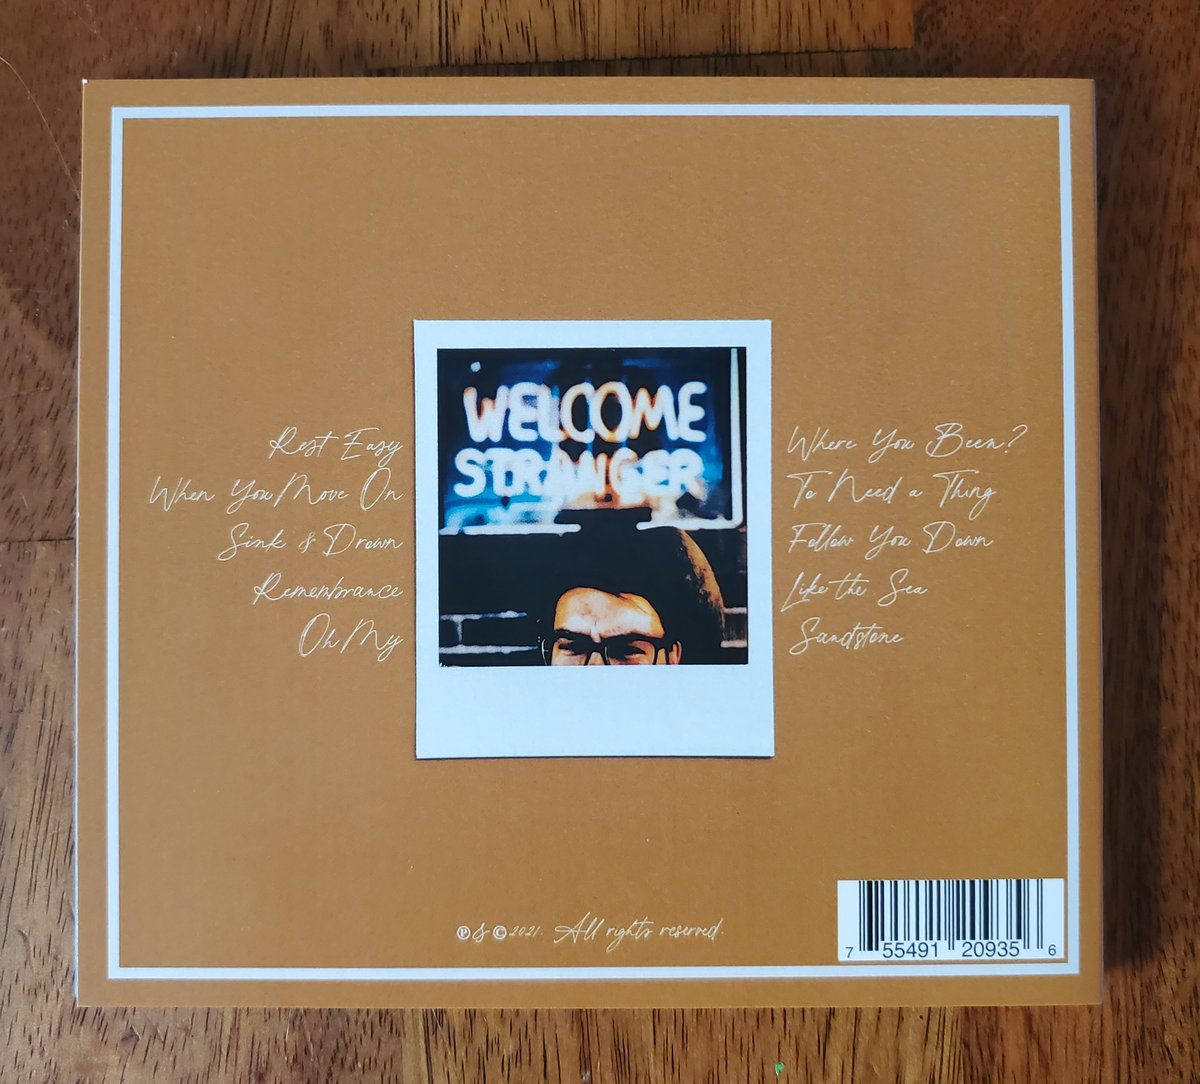 WELCOME
STRANGER
Rest Easy
When You Move On
Sink & Drown
Remembrance
Oh My
Where You Been?
To Need a Thing
Follow You Down
Like the Sea
Sandstone
℗ & © 2021. All rights reserved.
7 55491 20935 6